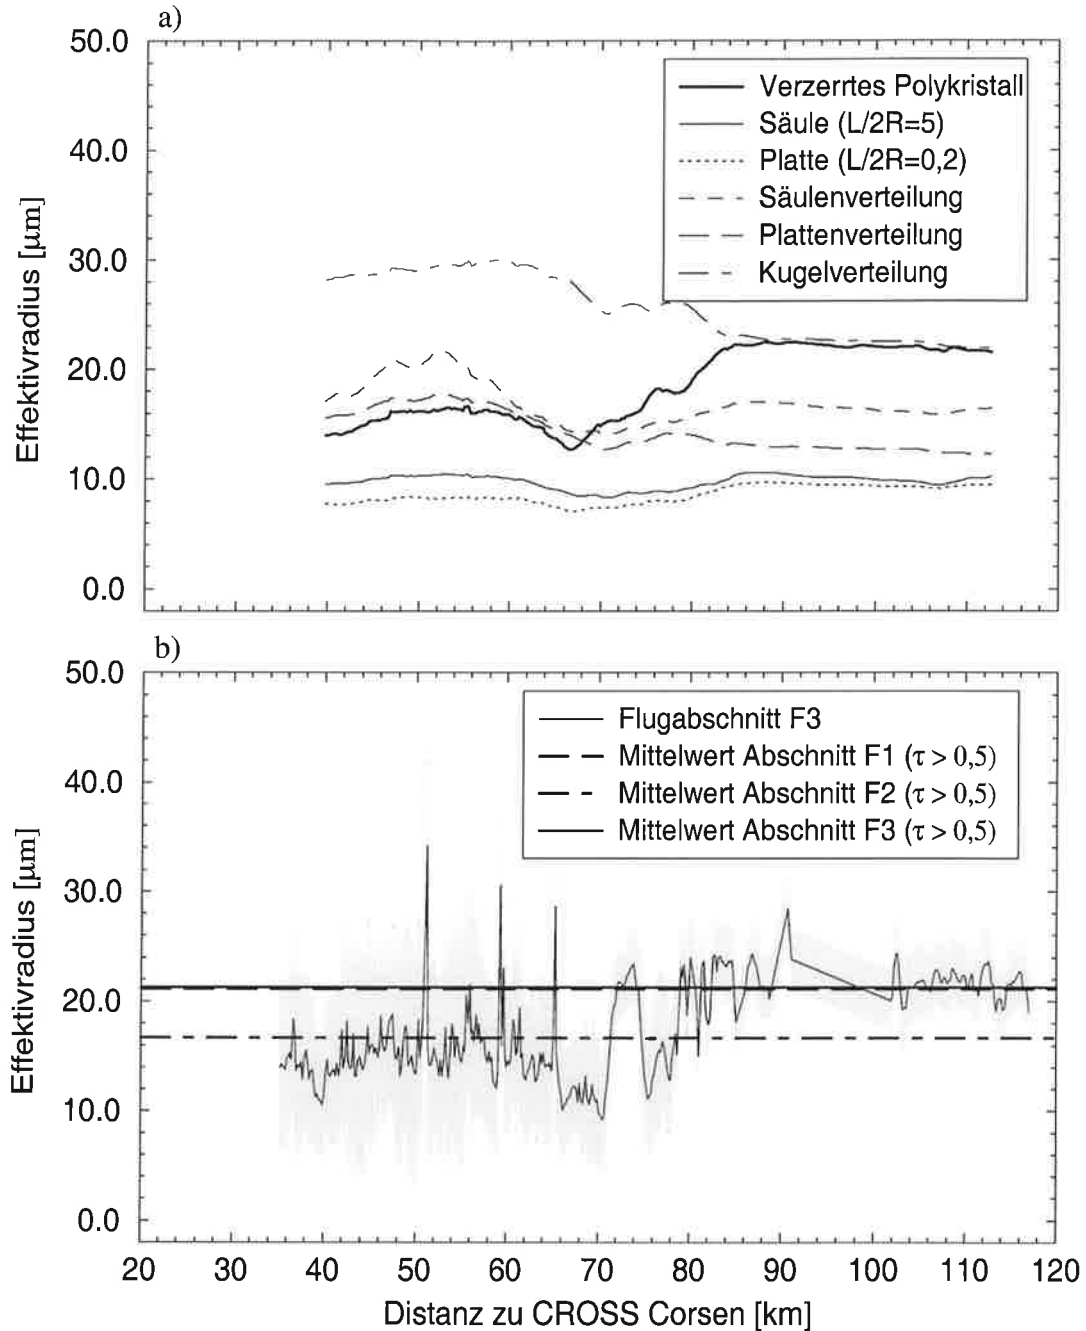 a)
50.0
40.0
30.0
20.0
10.0
0.0
Effektivradius [µm]
Verzerrtes Polykristall
Säule (L/2R=5)
Platte (L/2R=0,2)
Säulenverteilung
Plattenverteilung
Kugelverteilung
b)
50.0
40.0
30.0
20.0
10.0
0.0
Effektivradius [µm]
Flugabschnitt F3
Mittelwert Abschnitt F1 (τ > 0,5)
Mittelwert Abschnitt F2 (τ > 0,5)
Mittelwert Abschnitt F3 (τ > 0,5)
20 30 40 50 60 70 80 90 100 110 120
Distanz zu CROSS Corsen [km]